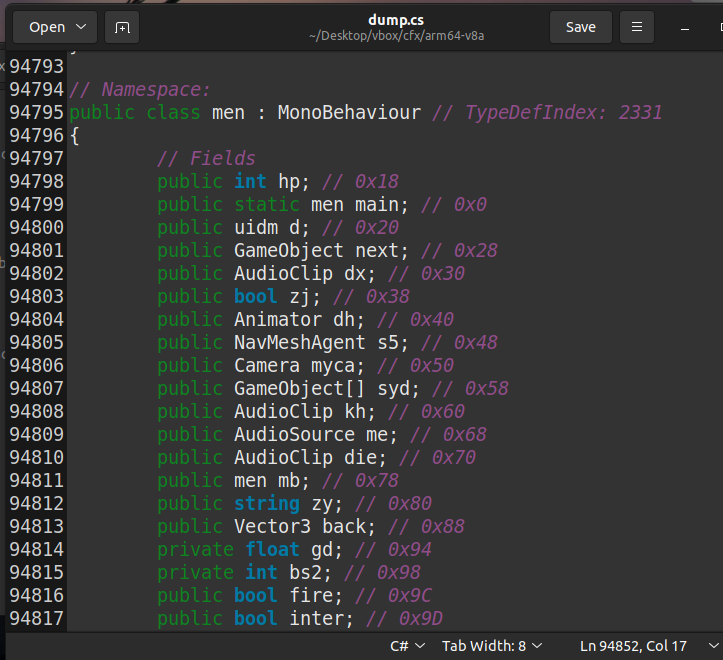 Open
dump.cs
~/Desktop/vbox/cfx/arm64-v8a
Save
94793
94794 // Namespace:
94795 public class men : MonoBehaviour // TypeDefIndex: 2331
94796 {
94797 // Fields
94798 public int hp; // 0x18
94799 public static men main; // 0x0
94800 public uidm d; // 0x20
94801 public GameObject next; // 0x28
94802 public AudioClip dx; // 0x30
94803 public bool zj; // 0x38
94804 public Animator dh; // 0x40
94805 public NavMeshAgent s5; // 0x48
94806 public Camera myca; // 0x50
94807 public GameObject[] syd; // 0x58
94808 public AudioClip kh; // 0x60
94809 public AudioSource me; // 0x68
94810 public AudioClip die; // 0x70
94811 public men mb; // 0x78
94812 public string zy; // 0x80
94813 public Vector3 back; // 0x88
94814 private float gd; // 0x94
94815 private int bs2; // 0x98
94816 public bool fire; // 0x9C
94817 public bool inter; // 0x9D
C# Tab Width: 8 Ln 94852, Col 17